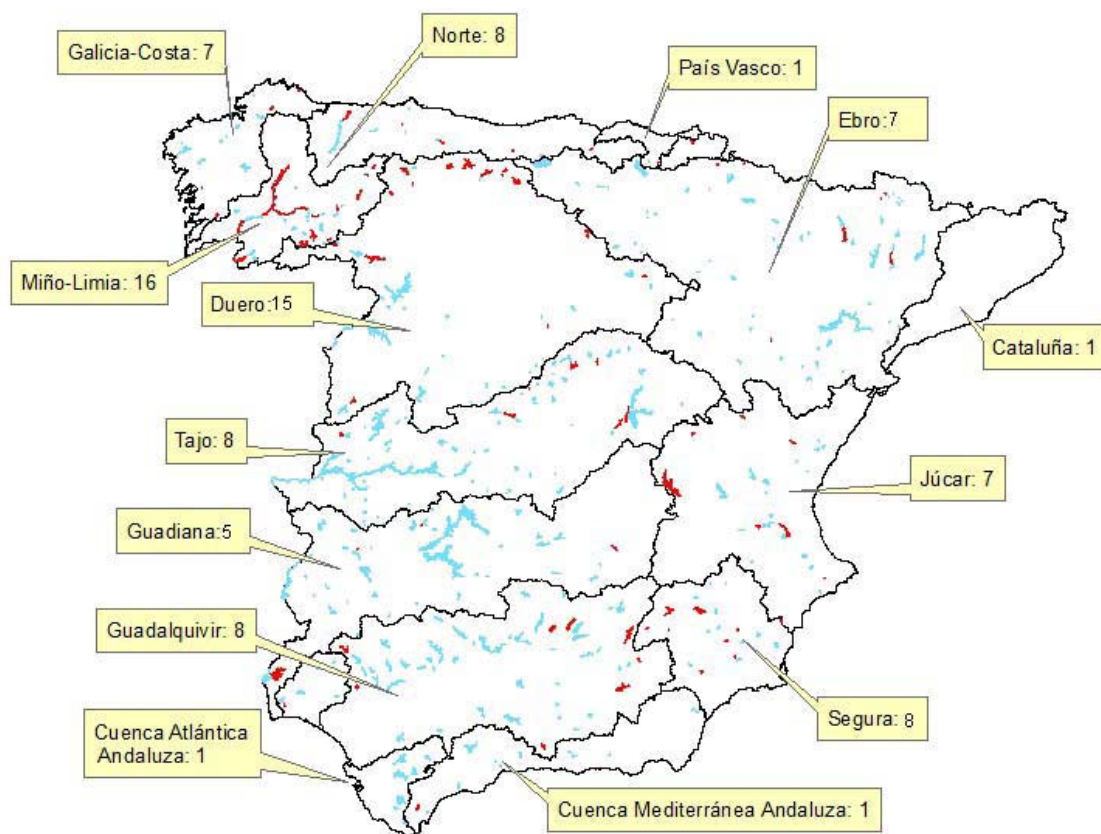 Norte: 8
Galicia-Costa: 7
País Vasco: 1
Ebro:7
Miño-Limia: 16
Duero:15
Cataluña: 1
Tajo: 8
Júcar: 7
Guadiana:5
Guadalquivir: 8
Segura: 8
Cuenca Atlántica
Andaluza: 1
Cuenca Mediterránea Andaluza: 1